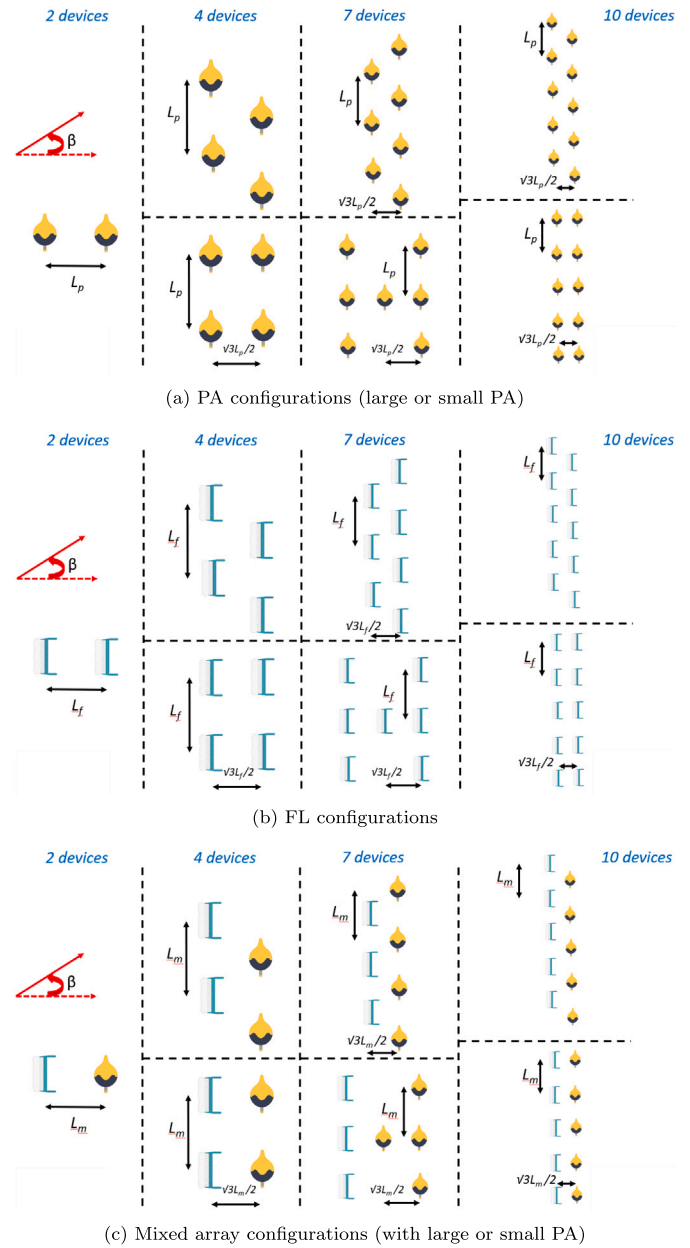 2 devices 4 devices 7 devices 10 devices
L_p
L_p
β
L_p
√3L_p/2
√3L_p/2
L_p
L_p
L_p
L_p
√3L_p/2
√3L_p/2
√3L_p/2
(a) PA configurations (large or small PA)
2 devices 4 devices 7 devices 10 devices
L_f
L_f
L_f
β
√3L_f/2
L_f
L_f
L_f
L_f
√3L_f/2
√3L_f/2
√3L_f/2
(b) FL configurations
2 devices 4 devices 7 devices 10 devices
L_m
L_m
L_m
β
√3L_m/2
L_m
L_m
L_m
L_m
√3L_m/2
√3L_m/2
√3L_m/2
(c) Mixed array configurations (with large or small PA)